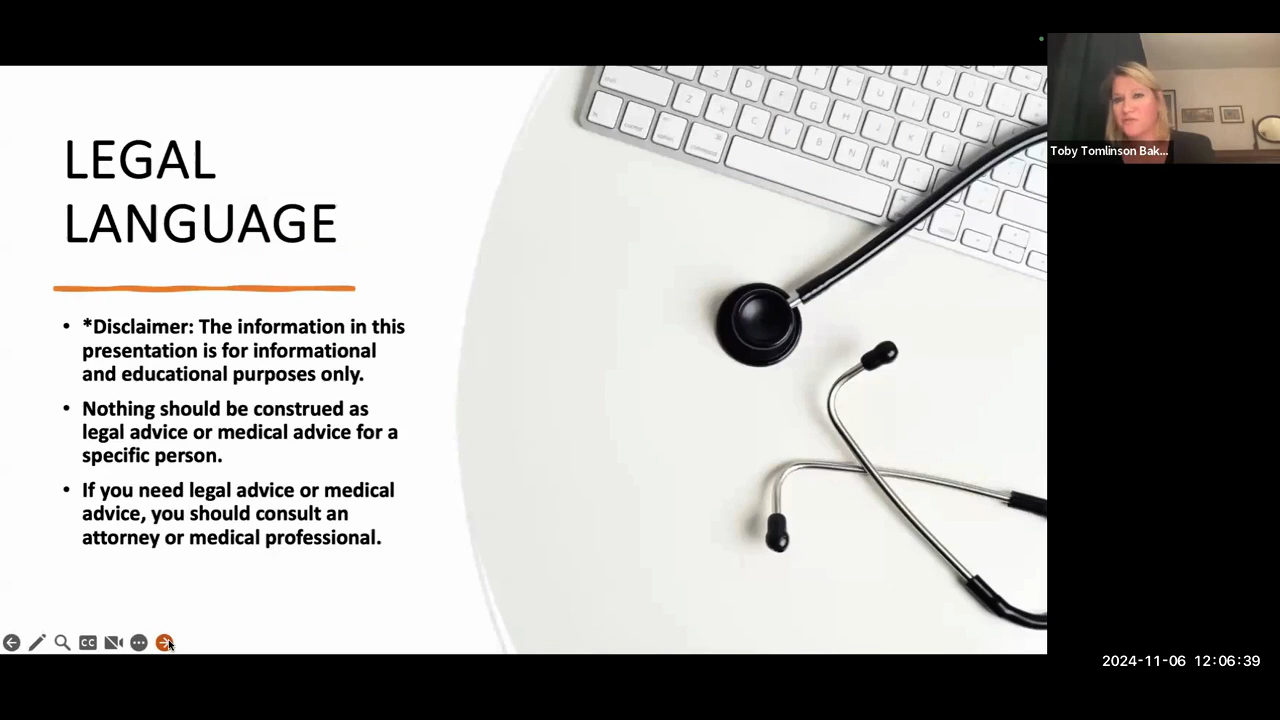 LEGAL
LANGUAGE
• *Disclaimer: The information in this
presentation is for informational
and educational purposes only.
• Nothing should be construed as
legal advice or medical advice for a
specific person.
• If you need legal advice or medical
advice, you should consult an
attorney or medical professional.
CC
Toby Tomlinson Bak...
2024-11-06 12:06:39